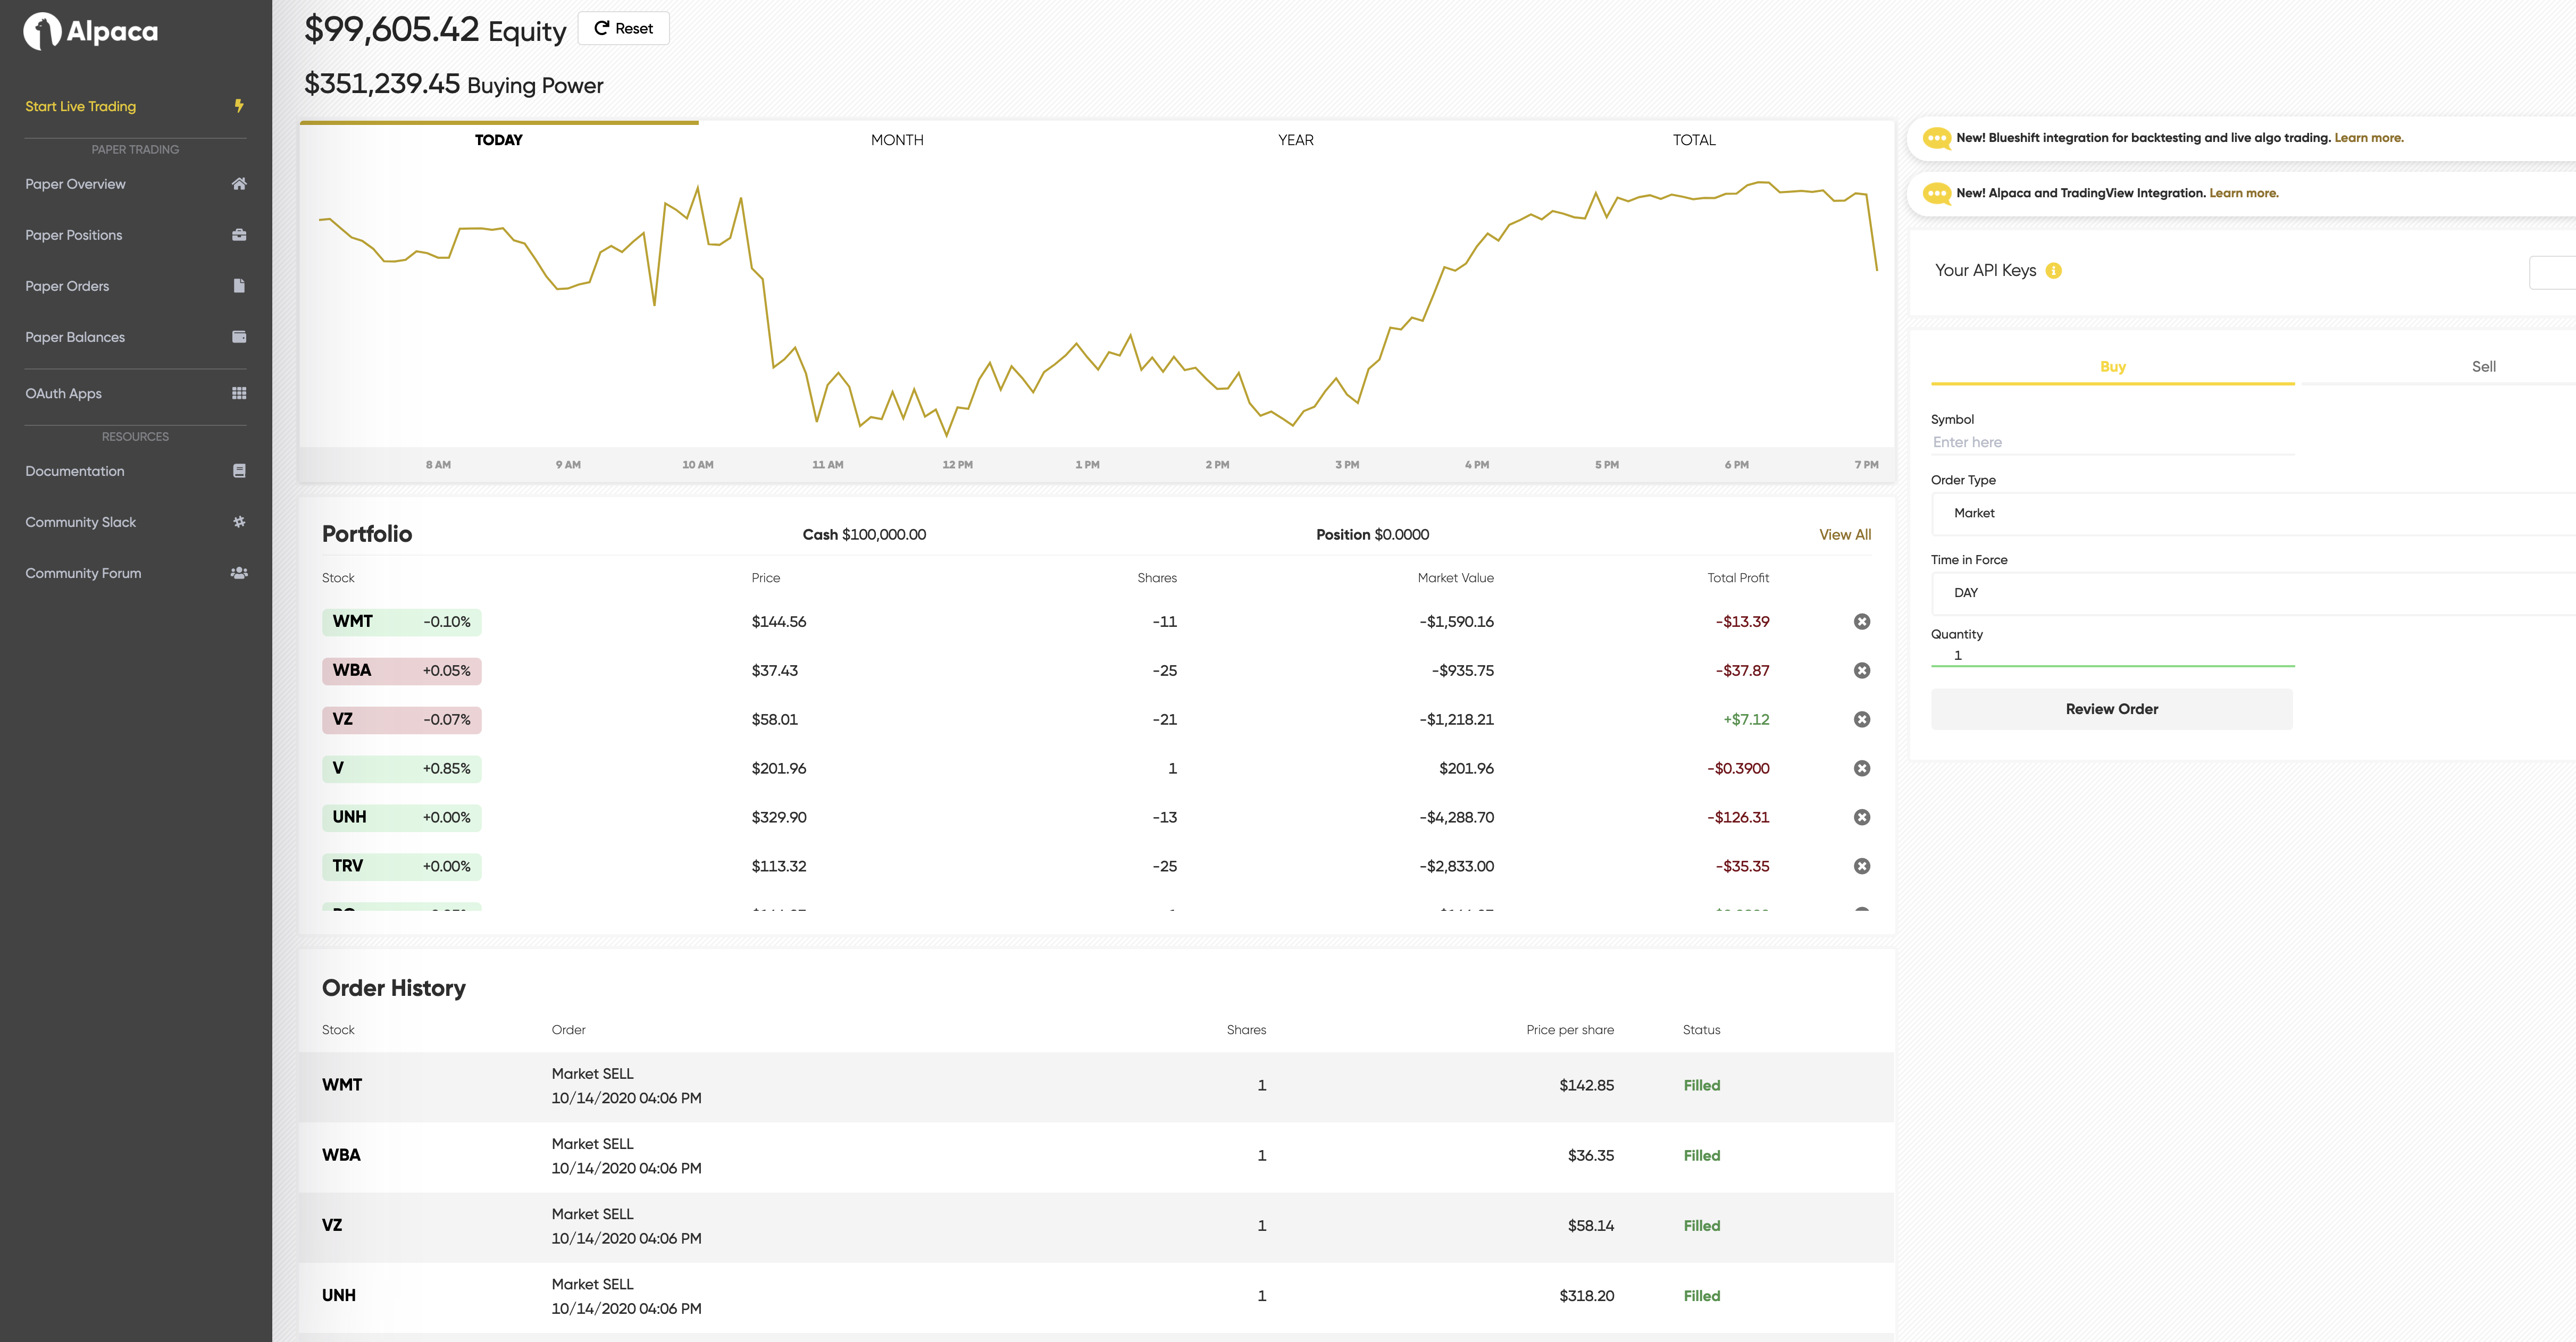 Alpaca
Start Live Trading
PAPER TRADING
Paper Overview
Paper Positions
Paper Orders
Paper Balances
OAuth Apps
RESOURCES
Documentation
Community Slack
Community Forum
$99,605.42 Equity Reset
$351,239.45 Buying Power
TODAY MONTH YEAR TOTAL
8 AM 9 AM 10 AM 11 AM 12 PM 1 PM 2 PM 3 PM 4 PM 5 PM 6 PM 7 PM
Portfolio Cash $100,000.00 Position $0.0000 View All
Stock Price Shares Market Value Total Profit
WMT -0.10% $144.56 -11 -$1,590.16 -$13.39
WBA +0.05% $37.43 -25 -$935.75 -$37.87
VZ -0.07% $58.01 -21 -$1,218.21 +$7.12
V +0.85% $201.96 1 $201.96 -$0.3900
UNH +0.00% $329.90 -13 -$4,288.70 -$126.31
TRV +0.00% $113.32 -25 -$2,833.00 -$35.35
Order History
Stock Order Shares Price per share Status
WMT Market SELL 1 $142.85 Filled
10/14/2020 04:06 PM
WBA Market SELL 1 $36.35 Filled
10/14/2020 04:06 PM
VZ Market SELL 1 $58.14 Filled
10/14/2020 04:06 PM
UNH Market SELL 1 $318.20 Filled
10/14/2020 04:06 PM
New! Blueshift integration for backtesting and live algo trading. Learn more.
New! Alpaca and TradingView Integration. Learn more.
Your API Keys
Buy Sell
Symbol
Enter here
Order Type
Market
Time in Force
DAY
Quantity
1
Review Order